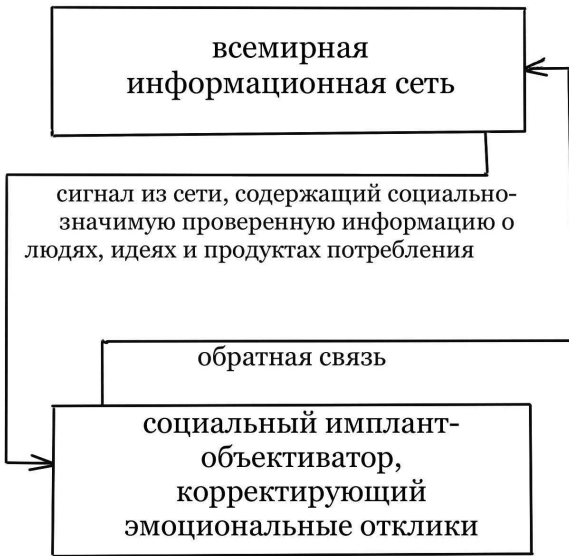 всемирная
информационная сеть
сигнал из сети, содержащий социально-
значимую проверенную информацию о
людях, идеях и продуктах потребления
обратная связь
социальный имплант-
объективатор,
корректирующий
эмоциональные отклики